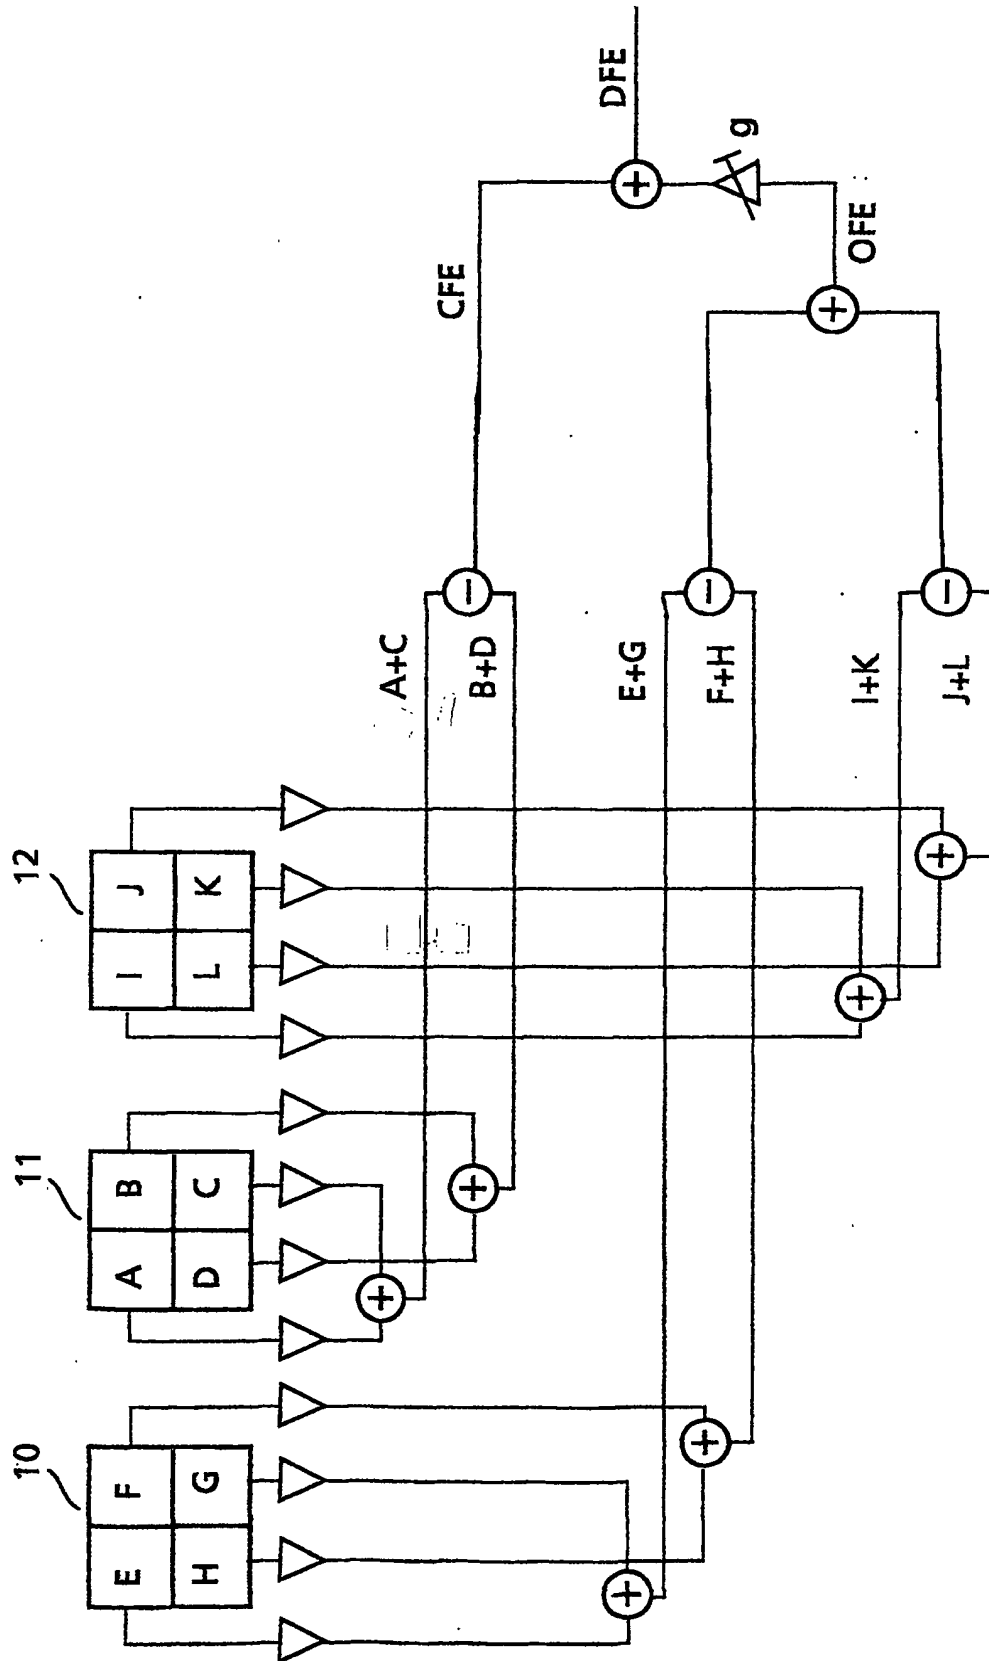 10
E F
H G
11
A B
D C
12
I J
L K
+
+
+
+
+
+
A+C
B+D
E+G
F+H
I+K
J+L
−
−
−
CFE
+
OFE
g
+
DFE